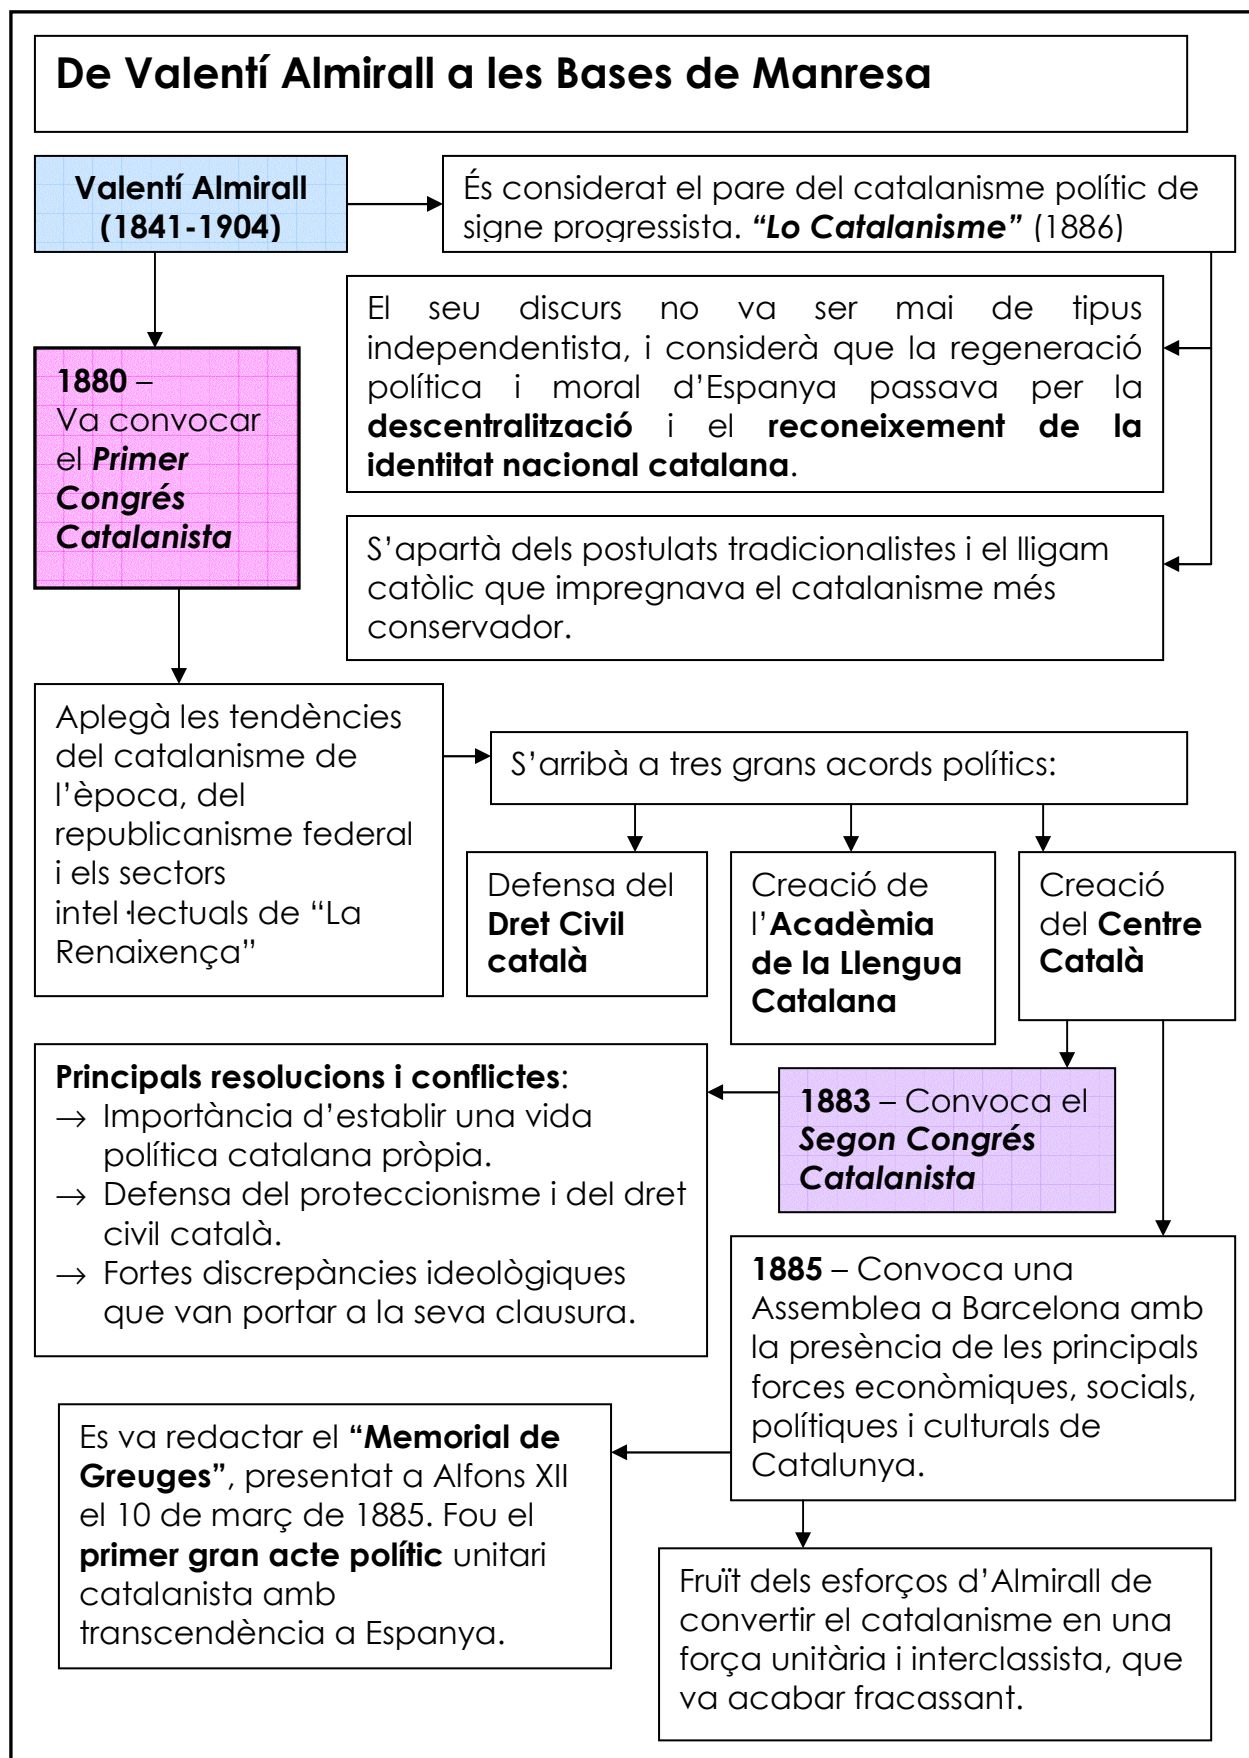 De Valentí Almirall a les Bases de Manresa
Valentí Almirall
(1841-1904)
És considerat el pare del catalanisme polític de
signe progressista. “Lo Catalanisme” (1886)
El seu discurs no va ser mai de tipus
independentista, i considerà que la regeneració
política i moral d’Espanya passava per la
descentralització i el reconeixement de la
identitat nacional catalana.
1880 –
Va convocar
el Primer
Congrés
Catalanista
S’apartà dels postulats tradicionalistes i el lligam
catòlic que impregnava el catalanisme més
conservador.
Aplegà les tendències
del catalanisme de
l’època, del
republicanisme federal
i els sectors
intel·lectuals de “La
Renaixença”
S’arribà a tres grans acords polítics:
Defensa del
Dret Civil
català
Creació de
l’Acadèmia
de la Llengua
Catalana
Creació
del Centre
Català
Principals resolucions i conflictes:
→ Importància d’establir una vida
política catalana pròpia.
→ Defensa del proteccionisme i del dret
civil català.
→ Fortes discrepàncies ideològiques
que van portar a la seva clausura.
1883 – Convoca el
Segon Congrés
Catalanista
1885 – Convoca una
Assemblea a Barcelona amb
la presència de les principals
forces econòmiques, socials,
polítiques i culturals de
Catalunya.
Es va redactar el “Memorial de
Greuges”, presentat a Alfons XII
el 10 de març de 1885. Fou el
primer gran acte polític unitari
catalanista amb
transcendència a Espanya.
Fruït dels esforços d’Almirall de
convertir el catalanisme en una
força unitària i interclassista, que
va acabar fracassant.